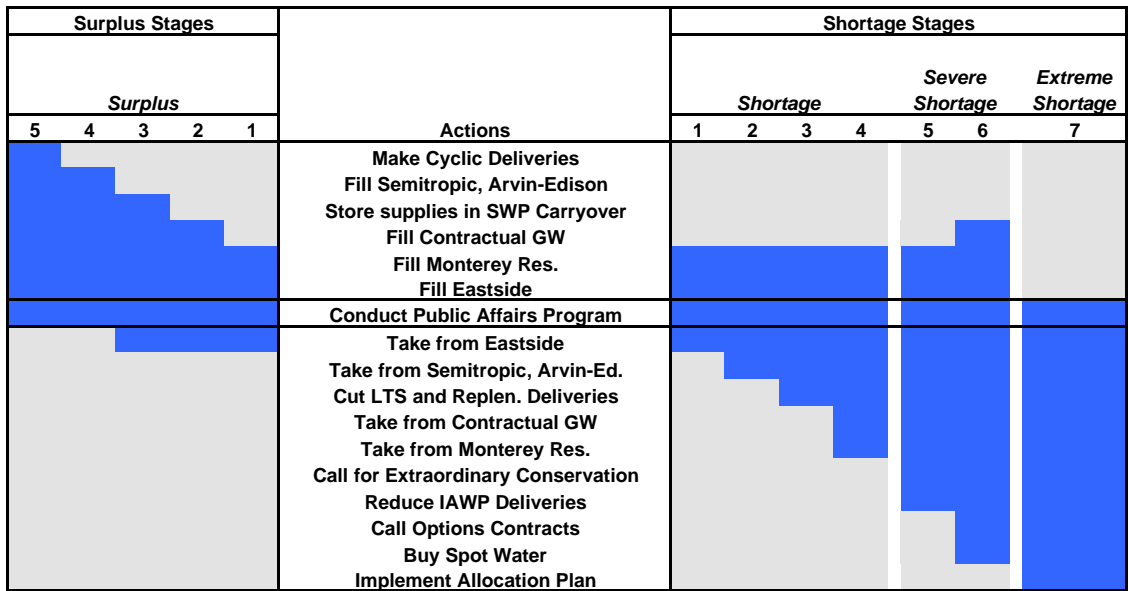 Surplus Stages
Shortage Stages
Surplus
Shortage
Severe
Shortage
Extreme
Shortage
5 4 3 2 1 Actions 1 2 3 4 5 6 7
Make Cyclic Deliveries
Fill Semitropic, Arvin-Edison
Store supplies in SWP Carryover
Fill Contractual GW
Fill Monterey Res.
Fill Eastside
Conduct Public Affairs Program
Take from Eastside
Take from Semitropic, Arvin-Ed.
Cut LTS and Replen. Deliveries
Take from Contractual GW
Take from Monterey Res.
Call for Extraordinary Conservation
Reduce IAWP Deliveries
Call Options Contracts
Buy Spot Water
Implement Allocation Plan